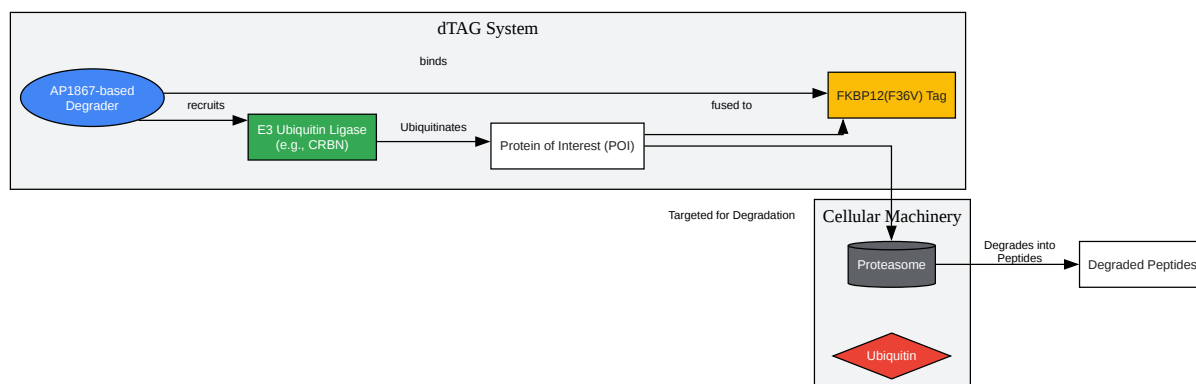 dTAG System
binds
AP1867-based
Degrader
FKBP12(F36V) Tag
recruits
fused to
E3 Ubiquitin Ligase
(e.g., CRBN)
Ubiquitinates
Protein of Interest (POI)
Targeted for Degradation
Cellular Machinery
Proteasome
Degrades into
Peptides
Degraded Peptides
Ubiquitin